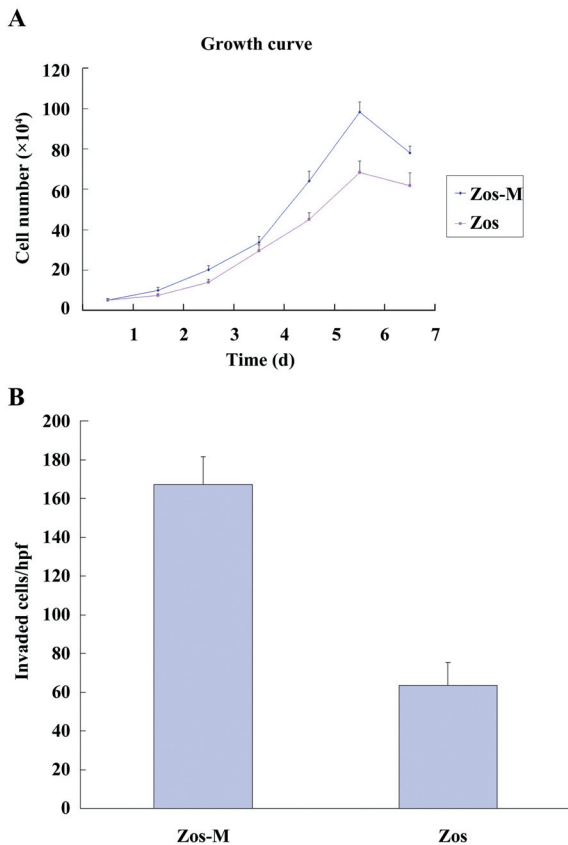 A
Growth curve
120
100
80
60
40
20
0
Cell number (×10⁴)
1 2 3 4 5 6 7
Time (d)
Zos-M
Zos
B
200
180
160
140
120
100
80
60
40
20
0
Invaded cells/hpf
Zos-M Zos